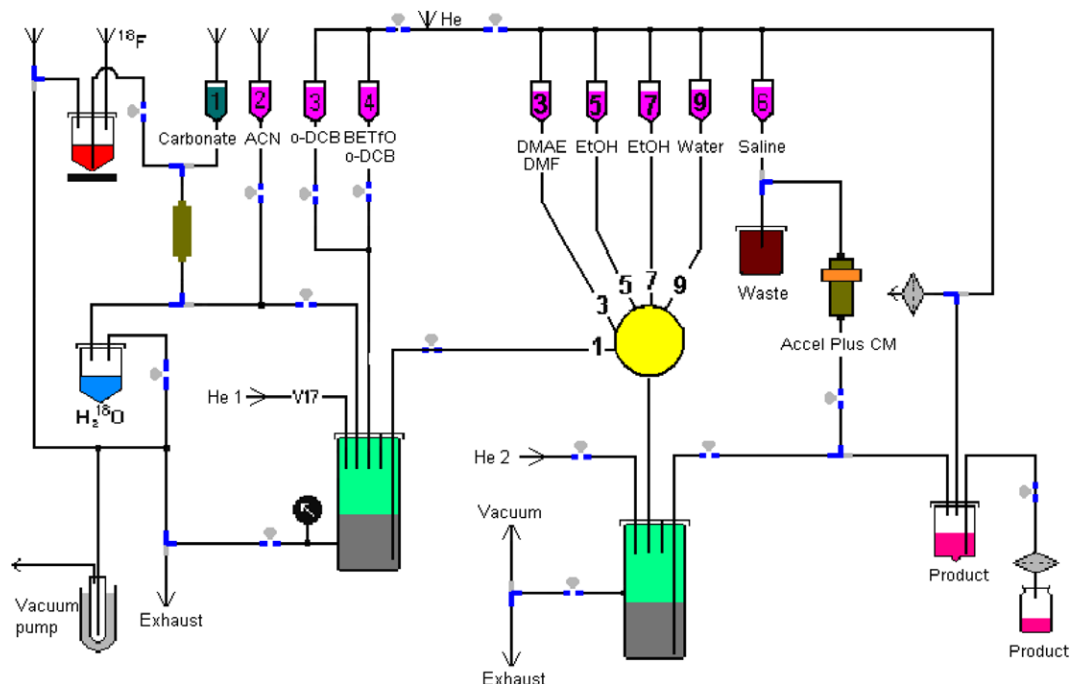 ¹⁸F
He
1
2
3
4
3
5
7
9
6
Carbonate
ACN
o-DCB
BETfO
o-DCB
DMAE
DMF
EtOH
EtOH
Water
Saline
Waste
Accel Plus CM
3
5
7
9
1
H₂¹⁸O
He 1
V17
He 2
Vacuum
Product
Vacuum
pump
Exhaust
Exhaust
Product